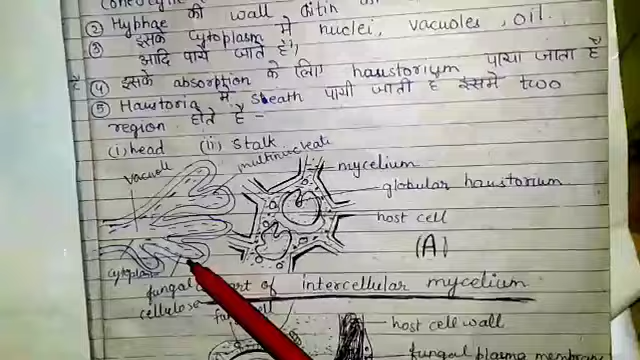 ② Hyphae की wall
③ इसके cytoplasm में nuclei, vacuoles, oil.
आदि पाये जाते हैं,
④ इसके absorption के लिए haustorium पाया जाता है
⑤ Haustoria में sheath पायी जाती है इसमे two
region होते है -
(i) head (ii) stalk
multinucleate
vacuole
mycelium
globular haustorium
host cell
(A)
cytoplasm
fungal
part of intercellular mycelium
cellulose
host cell wall
fungal plasma membrane